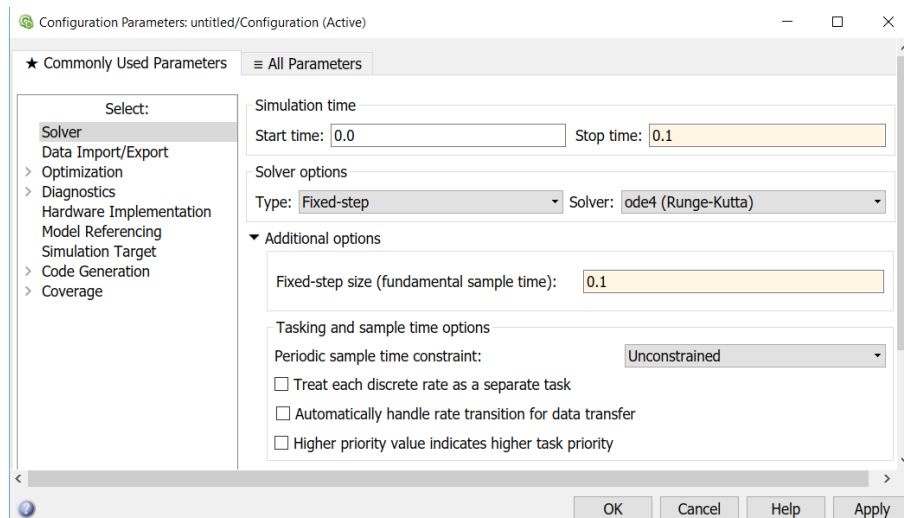 Configuration Parameters: untitled/Configuration (Active)
★ Commonly Used Parameters
≡ All Parameters
Select:
Solver
Data Import/Export
Optimization
Diagnostics
Hardware Implementation
Model Referencing
Simulation Target
Code Generation
Coverage
Simulation time
Start time: 0.0 Stop time: 0.1
Solver options
Type: Fixed-step Solver: ode4 (Runge-Kutta)
Additional options
Fixed-step size (fundamental sample time): 0.1
Tasking and sample time options
Periodic sample time constraint: Unconstrained
Treat each discrete rate as a separate task
Automatically handle rate transition for data transfer
Higher priority value indicates higher task priority
OK Cancel Help Apply